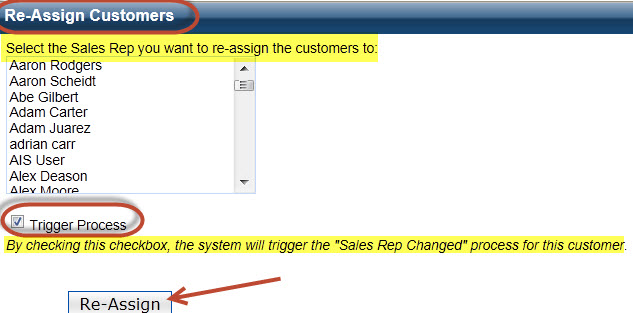 Re-Assign Customers
Select the Sales Rep you want to re-assign the customers to:
Aaron Rodgers
Aaron Scheidt
Abe Gilbert
Adam Carter
Adam Juarez
adrian carr
AIS User
Alex Deason
Alex Moore
Trigger Process
By checking this checkbox, the system will trigger the "Sales Rep Changed" process for this customer.
Re-Assign